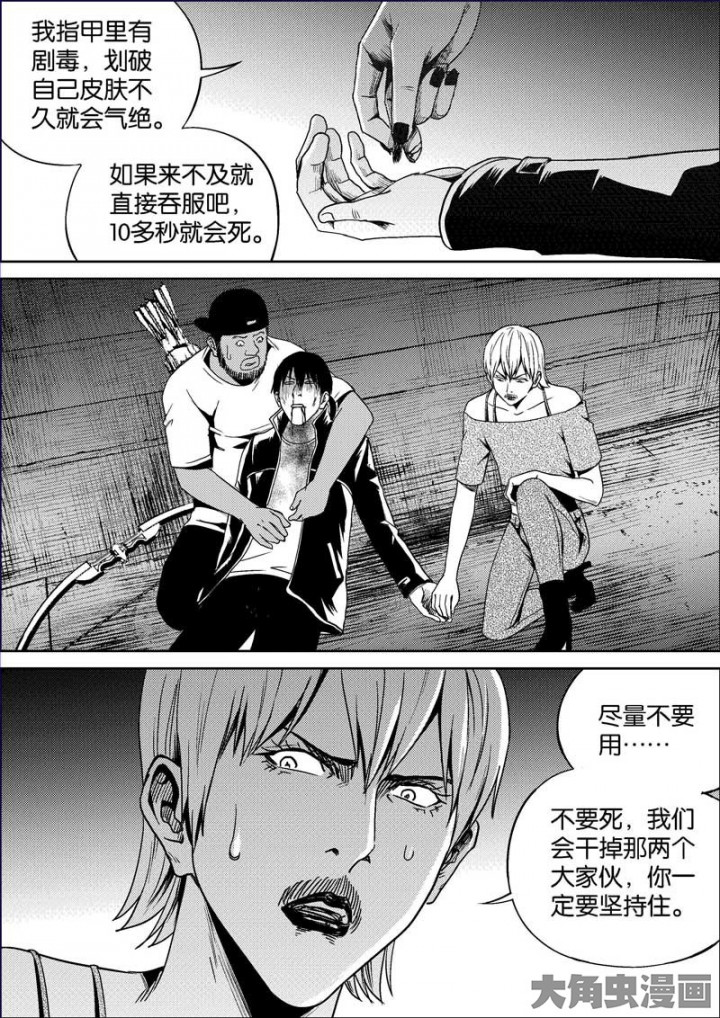 我指甲里有
剧毒，划破
自己皮肤不
久就会气绝。
如果来不及就
直接吞服吧，
10多秒就会死。
尽量不要
用……
不要死，我们
会干掉那两个
大家伙，你一
定要坚持住。
大角虫漫画